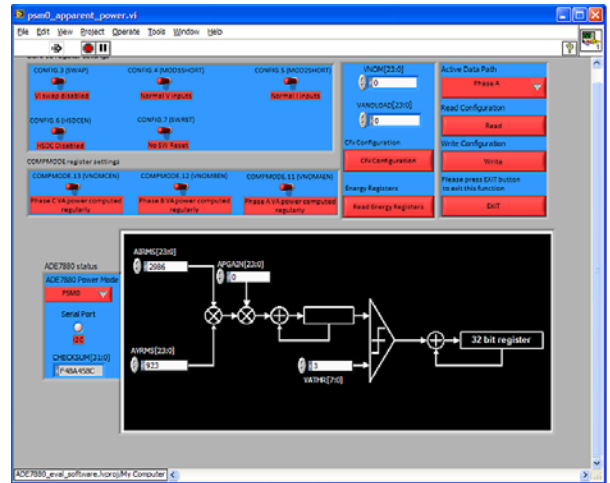 psm0_apparent_power.vi
File Edit View Project Operate Tools Window Help
CONFIG.3 (SWAP) CONFIG.4 (MOD1SHORT) CONFIG.5 (MOD2SHORT)
VI swap disabled Normal V inputs Normal I inputs
CONFIG.6 (HSDCEN) CONFIG.7 (SWRST)
HSDC Disabled No SW Reset
COMPMODE register settings
COMPMODE.13 (VNOMCEN) COMPMODE.12 (VNOMBEN) COMPMODE.11 (VNOMAEN)
Phase C VA power computed regularly
Phase B VA power computed regularly
Phase A VA power computed regularly
VNOM[23:0]
0
VANOLOAD[23:0]
0
CFx Configuration
CFx Configuration
Energy Registers
Read Energy Registers
Active Data Path
Phase A
Read Configuration
Read
Write Configuration
Write
Please press EXIT button
to exit this function
EXIT
ADE7880 status
ADE7880 Power Mode
PSM0
Serial Port
I2C
CHECKSUM[31:0]
F48A458C
AIRMS[23:0]
2986
APGAIN[23:0]
0
AVRMS[23:0]
923
3
VATHR[7:0]
32 bit register
ADE7880_eval_software.lvproj/My Computer